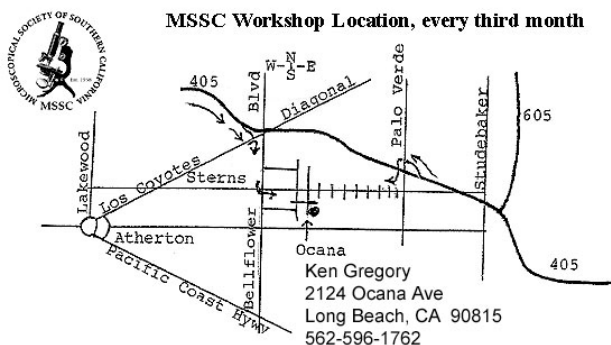 MSSC Workshop Location, every third month
MICROSCOPICAL SOCIETY OF SOUTHERN CALIFORNIA
Est. 1956
MSSC
N
W-E
S
405
Blvd
Diagonal
Palo Verde
605
Lakewood
Los Coyotes
Sterns
Studebaker
Atherton
Bellflower
Ocana
Pacific Coast Hywy
405
Ken Gregory
2124 Ocana Ave
Long Beach, CA 90815
562-596-1762